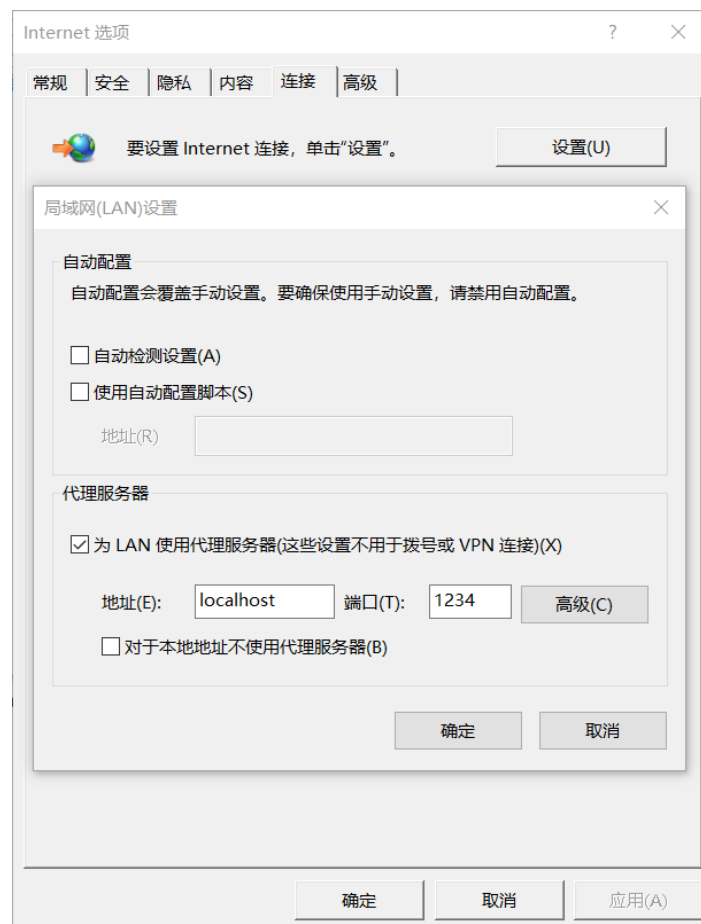 Internet 选项
常规 安全 隐私 内容 连接 高级
要设置 Internet 连接，单击“设置”。 设置(U)
局域网(LAN)设置
自动配置
自动配置会覆盖手动设置。要确保使用手动设置，请禁用自动配置。
自动检测设置(A)
使用自动配置脚本(S)
地址(R)
代理服务器
为 LAN 使用代理服务器(这些设置不用于拨号或 VPN 连接)(X)
地址(E): localhost 端口(T): 1234 高级(C)
对于本地地址不使用代理服务器(B)
确定 取消
确定 取消 应用(A)